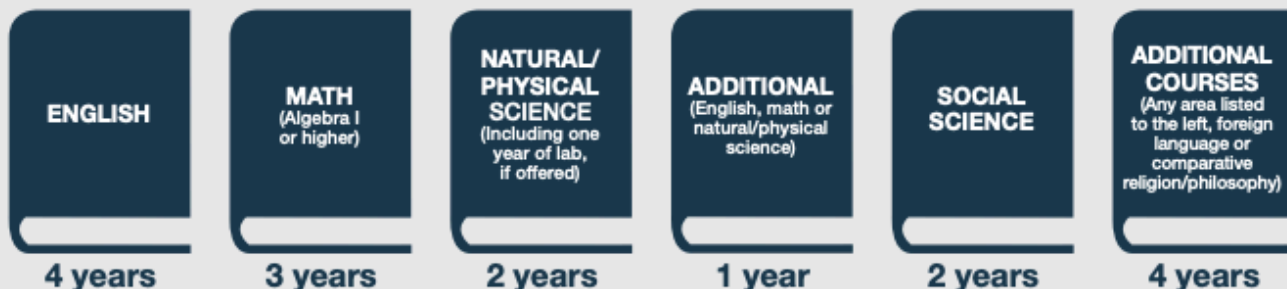 ENGLISH
4 years
MATH
(Algebra I
or higher)
3 years
NATURAL/
PHYSICAL
SCIENCE
(Including one
year of lab,
if offered)
2 years
ADDITIONAL
(English, math or
natural/physical
science)
1 year
SOCIAL
SCIENCE
2 years
ADDITIONAL
COURSES
(Any area listed
to the left, foreign
language or
comparative
religion/philosophy)
4 years